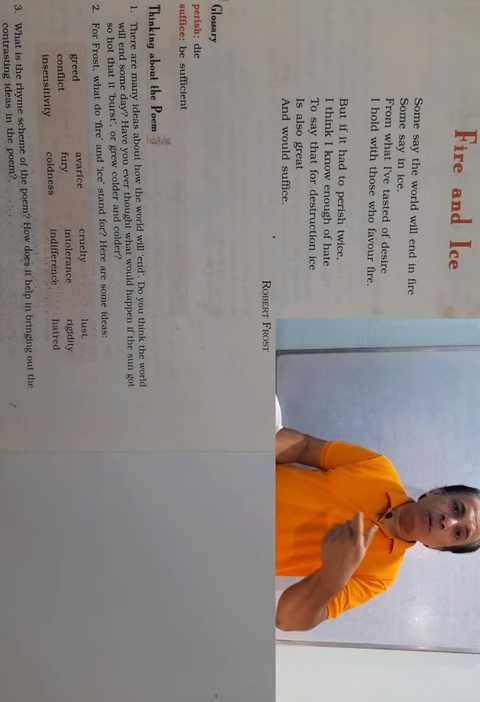 Fire and Ice
Some say the world will end in fire
Some say in ice.
From what I've tasted of desire
I hold with those who favour fire.
But if it had to perish twice,
I think I know enough of hate
To say that for destruction ice
Is also great
And would suffice.
ROBERT FROST
Glossary
perish: die
suffice: be sufficient
Thinking about the Poem
1. There are many ideas about how the world will 'end'. Do you think the world
will end some day? Have you ever thought what would happen if the sun got
so hot that it 'burst', or grew colder and colder?
2. For Frost, what do 'fire' and 'ice' stand for? Here are some ideas:
greed avarice cruelty lust
conflict fury intolerance rigidity
insensitivity coldness indifference hatred
3. What is the rhyme scheme of the poem? How does it help in bringing out the
contrasting ideas in the poem?